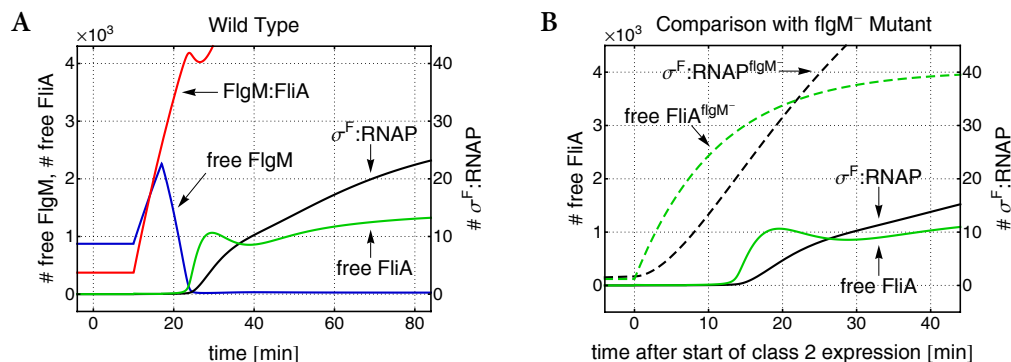 A
Wild Type
×10³
4
3
2
1
0
40
30
20
10
0
0
20
40
60
80
# free FlgM, # free FliA
# σF:RNAP
time [min]
FlgM:FliA
free FlgM
σF:RNAP
free FliA
B
Comparison with flgM⁻ Mutant
×10³
4
3
2
1
0
40
30
20
10
0
0
10
20
30
40
# free FliA
# σF:RNAP
time after start of class 2 expression [min]
σF:RNAPflgM⁻
free FliAflgM⁻
σF:RNAP
free FliA